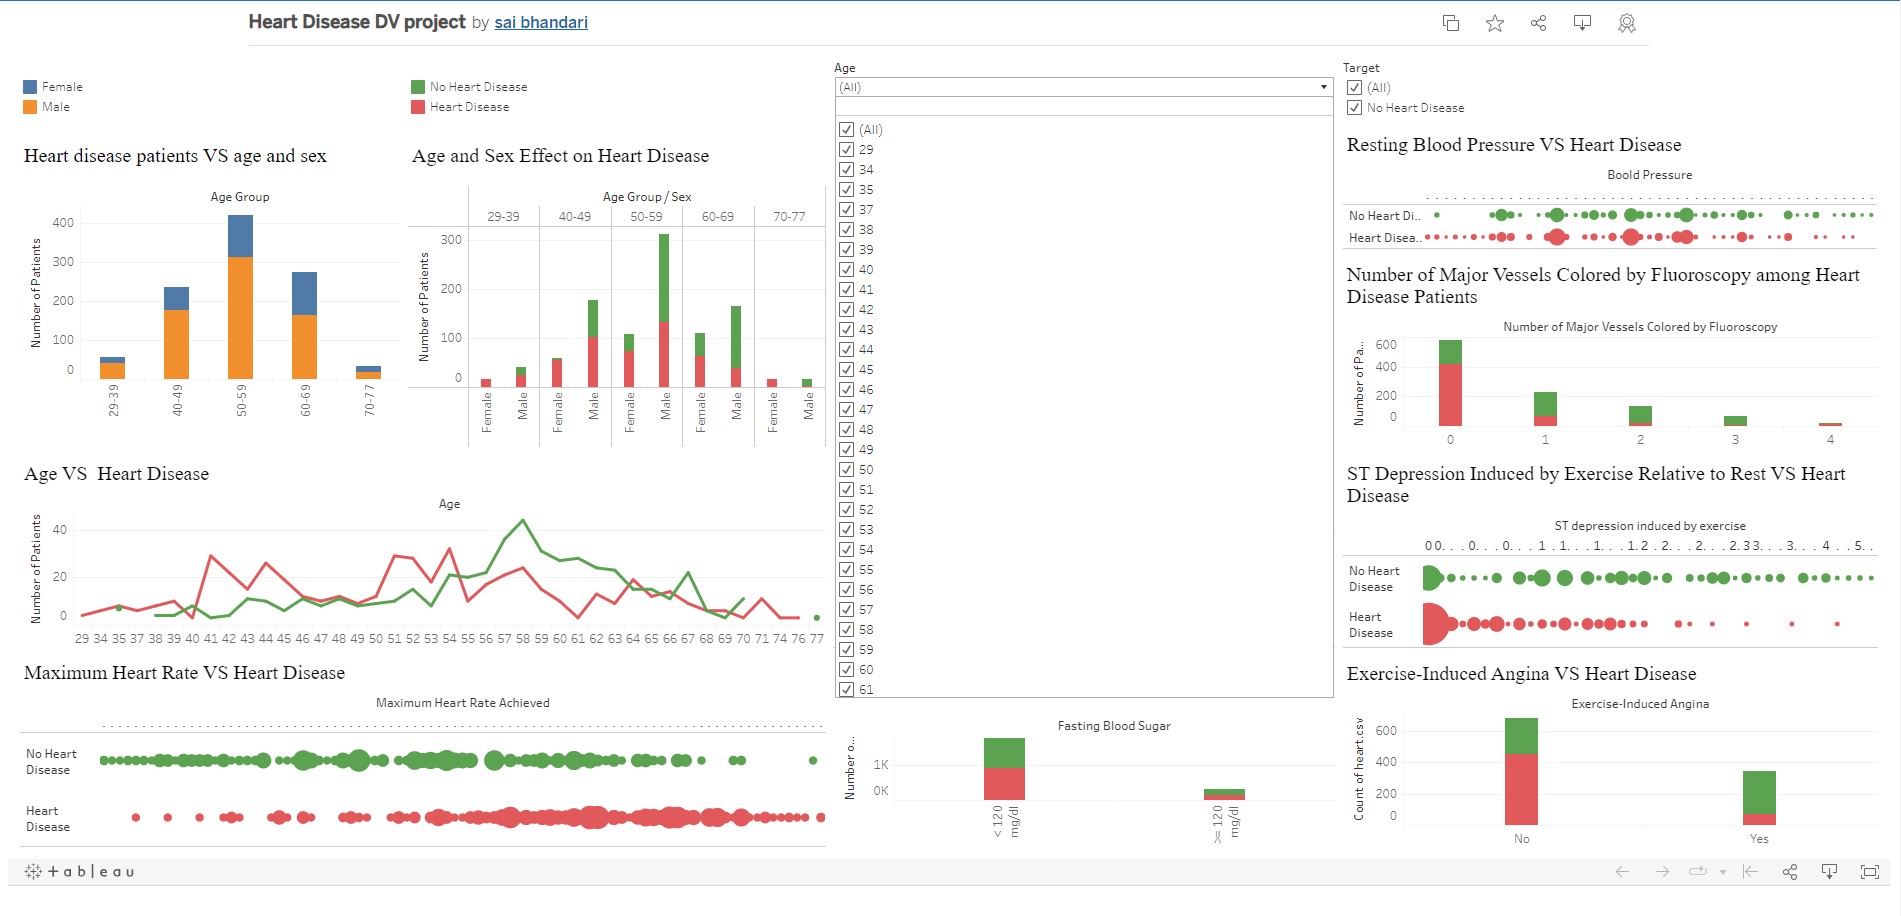 Heart Disease DV project by sai bhandari
Female
Male
No Heart Disease
Heart Disease
Age
(All)
Target
(All)
No Heart Disease
Heart disease patients VS age and sex
Age Group
Number of Patients
400
300
200
100
0
29-39
40-49
50-59
60-69
70-77
Age and Sex Effect on Heart Disease
Age Group / Sex
29-39 40-49 50-59 60-69 70-77
Number of Patients
300
200
100
0
Female Male Female Male Female Male Female Male Female Male
Age VS Heart Disease
Age
Number of Patients
40
20
0
29 34 35 37 38 39 40 41 42 43 44 45 46 47 48 49 50 51 52 53 54 55 56 57 58 59 60 61 62 63 64 65 66 67 68 69 70 71 74 76 77
Maximum Heart Rate VS Heart Disease
Maximum Heart Rate Achieved
No Heart
Disease
Heart
Disease
(All)
29
34
35
37
38
39
40
41
42
43
44
45
46
47
48
49
50
51
52
53
54
55
56
57
58
59
60
61
Fasting Blood Sugar
Number o...
1K
0K
< 120
mg/dl
>= 120
mg/dl
Resting Blood Pressure VS Heart Disease
Boold Pressure
No Heart Di..
Heart Disea..
Number of Major Vessels Colored by Fluoroscopy among Heart
Disease Patients
Number of Major Vessels Colored by Fluoroscopy
Number of Pa...
600
400
200
0
0 1 2 3 4
ST Depression Induced by Exercise Relative to Rest VS Heart
Disease
ST depression induced by exercise
0 0. . . 0. . . 0. . . 1 . 1. . . 1. . . 1. 2 . 2. . . 2. . . 2. 3 3. . . 3. . . 4 . . 5. .
No Heart
Disease
Heart
Disease
Exercise-Induced Angina VS Heart Disease
Exercise-Induced Angina
Count of heart.csv
600
400
200
0
No Yes
+ableau